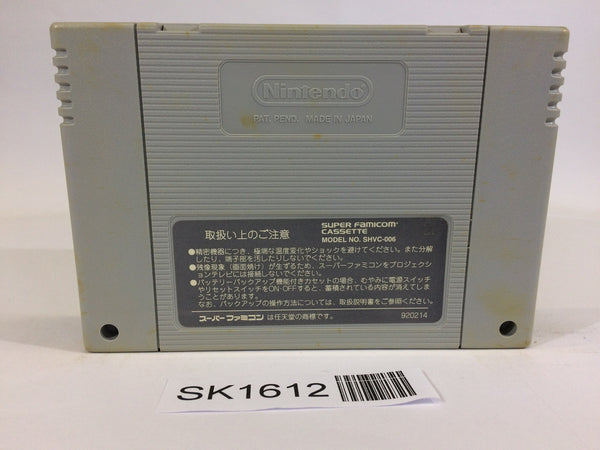 Nintendo
PAT. PEND. MADE IN JAPAN
取扱い上のご注意
SUPER FAMICOM
CASSETTE
MODEL NO. SHVC-006
●精密機器につき、極端な温度変化やショックを避けてください。また分解
したり、端子部を汚したりしないでください。
●残像現象（画面焼け）が生ずるため、スーパーファミコンをプロジェクシ
ョンテレビには接続しないでください。
●バッテリーバックアップ機能付きカセットの場合、むやみに電源スイッチ
やリセットスイッチをON·OFFすると、蓄積されている内容が消えてしま
うことがあります。
なお、バックアップの操作方法については、取扱説明書をご参照ください。
スーパーファミコン は任天堂の商標です。
920214
SK1612